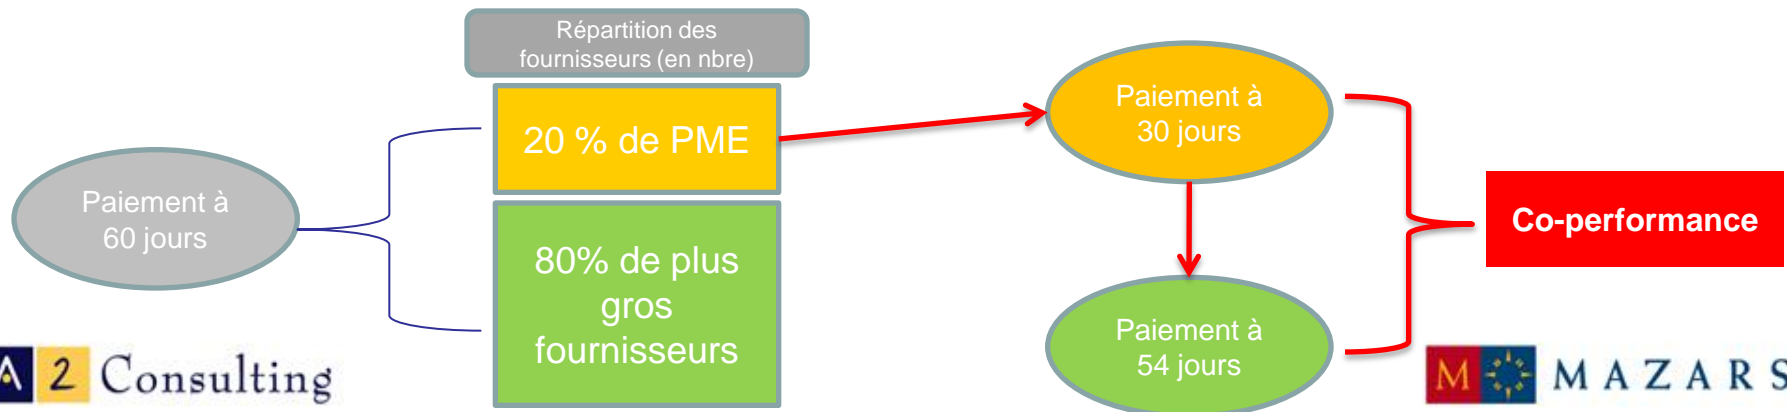 Répartition des
fournisseurs (en nbre)
Paiement à
60 jours
20 % de PME
80% de plus
gros
fournisseurs
Paiement à
30 jours
Paiement à
54 jours
Co-performance
A 2 Consulting
M MAZARS